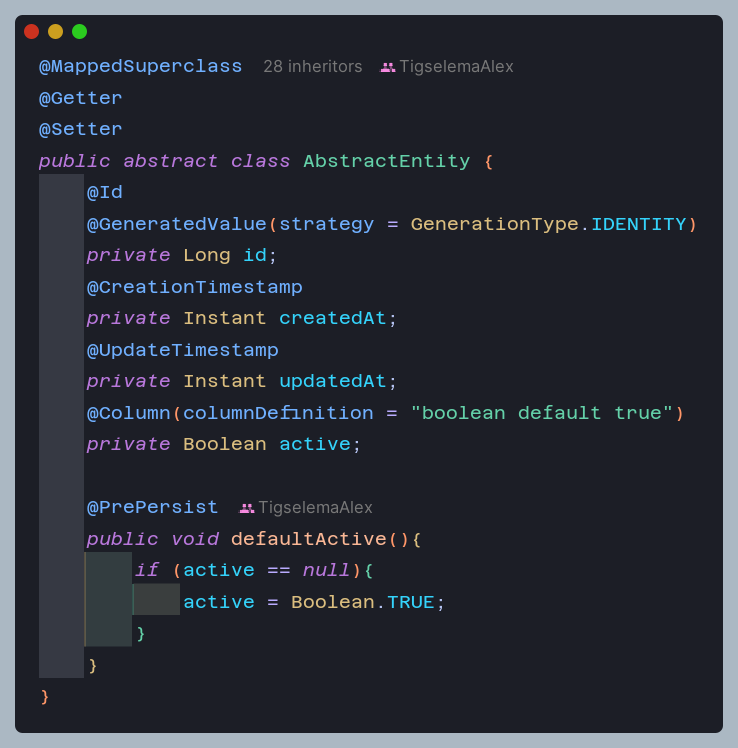 @MappedSuperclass 28 inheritors TigselemaAlex
@Getter
@Setter
public abstract class AbstractEntity {
@Id
@GeneratedValue(strategy = GenerationType.IDENTITY)
private Long id;
@CreationTimestamp
private Instant createdAt;
@UpdateTimestamp
private Instant updatedAt;
@Column(columnDefinition = "boolean default true")
private Boolean active;
@PrePersist TigselemaAlex
public void defaultActive(){
if (active == null){
active = Boolean.TRUE;
}
}
}